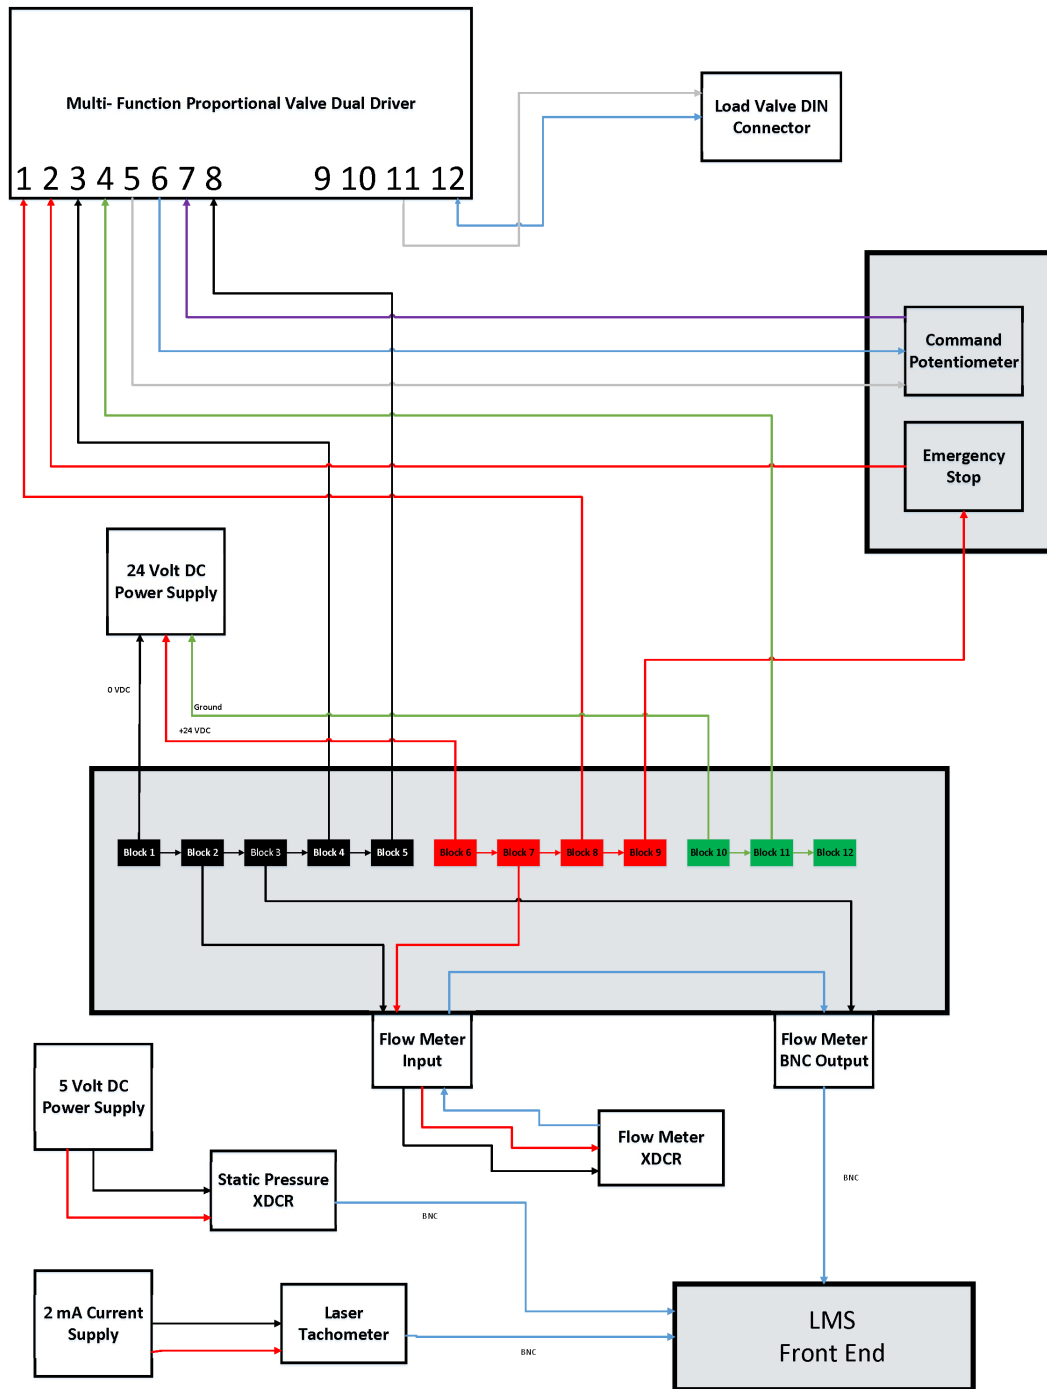 Multi- Function Proportional Valve Dual Driver
1 2 3 4 5 6 7 8 9 10 11 12
Load Valve DIN
Connector
Command
Potentiometer
Emergency
Stop
24 Volt DC
Power Supply
0 VDC
Ground
+24 VDC
Block 1 Block 2 Block 3 Block 4 Block 5 Block 6 Block 7 Block 8 Block 9 Block 10 Block 11 Block 12
Flow Meter
Input
Flow Meter
BNC Output
5 Volt DC
Power Supply
Flow Meter
XDCR
Static Pressure
XDCR
BNC
BNC
2 mA Current
Supply
Laser
Tachometer
BNC
LMS
Front End